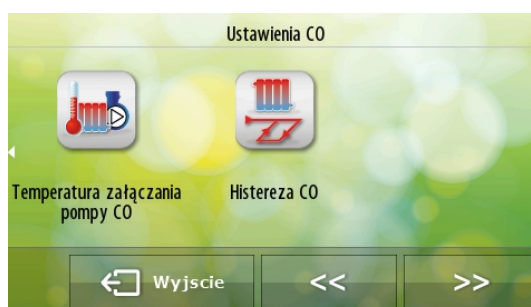 Ustawienia CO
Temperatura załączania
pompy CO
Histereza CO
Wyjscie
<<
>>